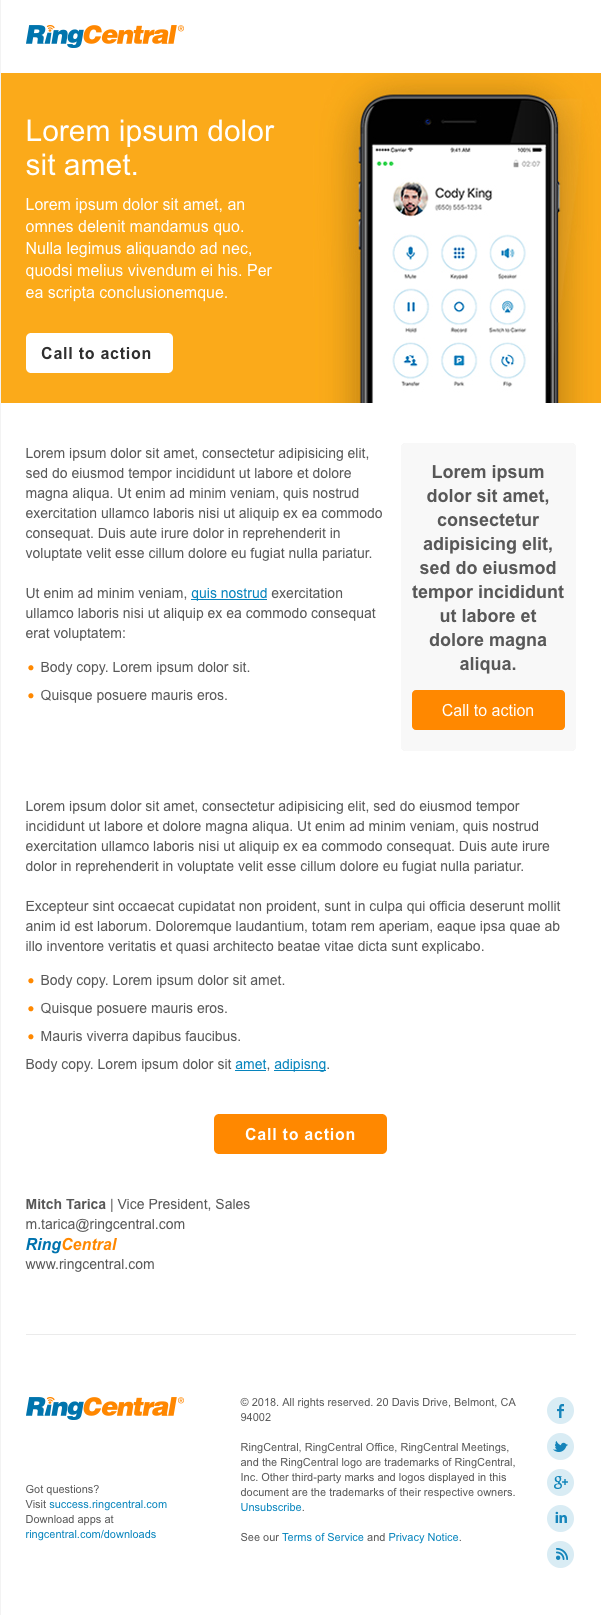 RingCentral®
Lorem ipsum dolor
sit amet.
Lorem ipsum dolor sit amet, an
omnes delenit mandamus quo.
Nulla legimus aliquando ad nec,
quodsi melius vivendum ei his. Per
ea scripta conclusionemque.
Call to action
Carrier 9:41 AM 100%
02:07
Cody King
(650) 555-1234
Mute Keypad Speaker
Hold Record Switch to Carrier
Transfer Park Flip
Lorem ipsum dolor sit amet, consectetur adipisicing elit,
sed do eiusmod tempor incididunt ut labore et dolore
magna aliqua. Ut enim ad minim veniam, quis nostrud
exercitation ullamco laboris nisi ut aliquip ex ea commodo
consequat. Duis aute irure dolor in reprehenderit in
voluptate velit esse cillum dolore eu fugiat nulla pariatur.
Ut enim ad minim veniam, quis nostrud exercitation
ullamco laboris nisi ut aliquip ex ea commodo consequat
erat voluptatem:
• Body copy. Lorem ipsum dolor sit.
• Quisque posuere mauris eros.
Lorem ipsum
dolor sit amet,
consectetur
adipisicing elit,
sed do eiusmod
tempor incididunt
ut labore et
dolore magna
aliqua.
Call to action
Lorem ipsum dolor sit amet, consectetur adipisicing elit, sed do eiusmod tempor
incididunt ut labore et dolore magna aliqua. Ut enim ad minim veniam, quis nostrud
exercitation ullamco laboris nisi ut aliquip ex ea commodo consequat. Duis aute irure
dolor in reprehenderit in voluptate velit esse cillum dolore eu fugiat nulla pariatur.
Excepteur sint occaecat cupidatat non proident, sunt in culpa qui officia deserunt mollit
anim id est laborum. Doloremque laudantium, totam rem aperiam, eaque ipsa quae ab
illo inventore veritatis et quasi architecto beatae vitae dicta sunt explicabo.
• Body copy. Lorem ipsum dolor sit amet.
• Quisque posuere mauris eros.
• Mauris viverra dapibus faucibus.
Body copy. Lorem ipsum dolor sit amet, adipisng.
Call to action
Mitch Tarica | Vice President, Sales
m.tarica@ringcentral.com
RingCentral
www.ringcentral.com
RingCentral®
Got questions?
Visit success.ringcentral.com
Download apps at
ringcentral.com/downloads
© 2018. All rights reserved. 20 Davis Drive, Belmont, CA
94002
RingCentral, RingCentral Office, RingCentral Meetings,
and the RingCentral logo are trademarks of RingCentral,
Inc. Other third-party marks and logos displayed in this
document are the trademarks of their respective owners.
Unsubscribe.
See our Terms of Service and Privacy Notice.